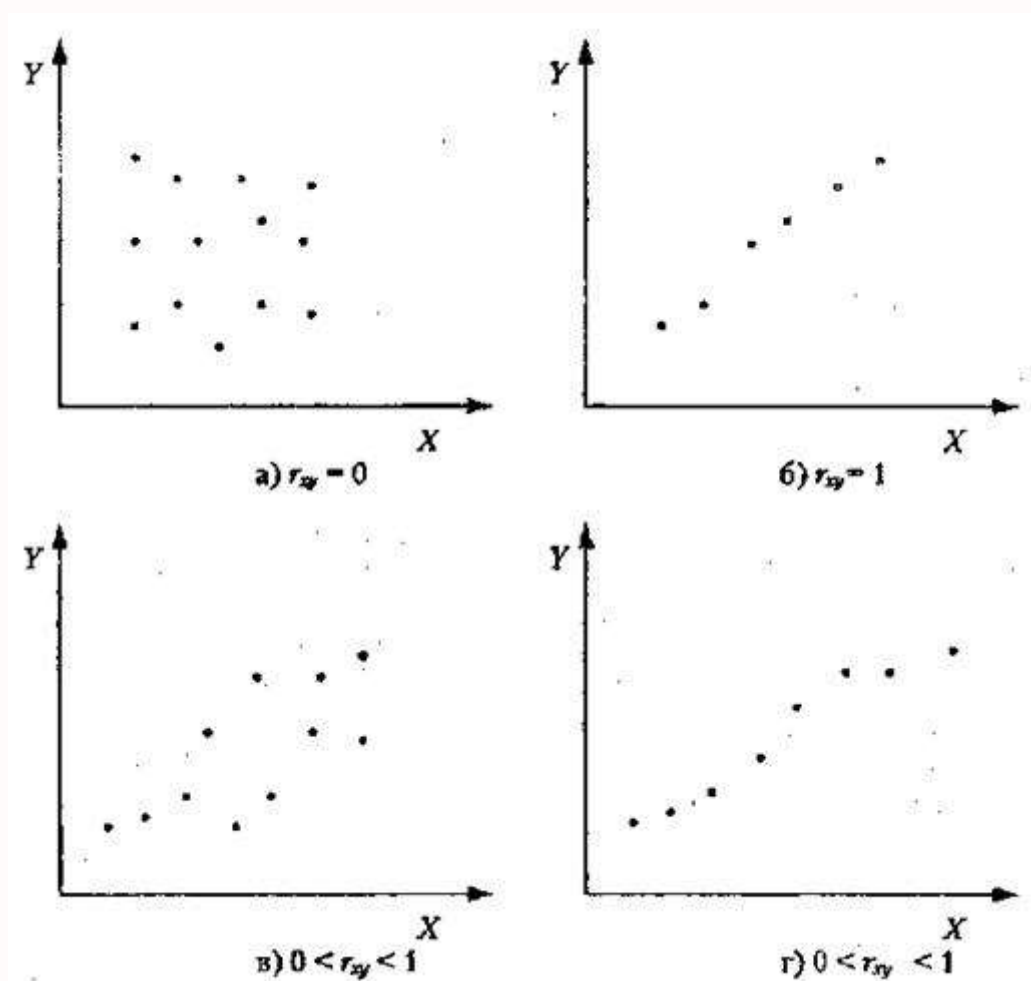 Y
X
а) rxy = 0
Y
X
б) rxy = 1
Y
X
в) 0 < rxy < 1
Y
X
г) 0 < rxy < 1